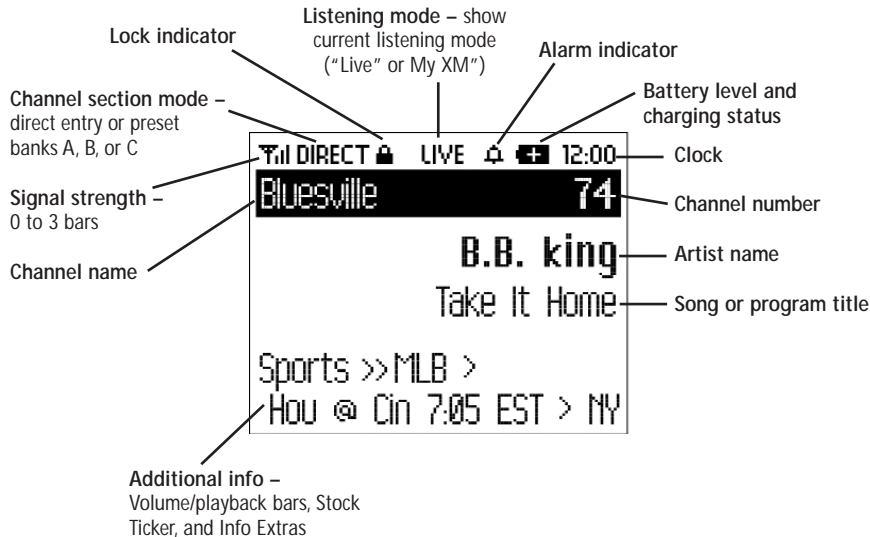 Listening mode – show
current listening mode
(“Live” or My XM”)
Lock indicator
Alarm indicator
Battery level and
charging status
Channel section mode –
direct entry or preset
banks A, B, or C
DIRECT LIVE 12:00
Clock
Signal strength –
0 to 3 bars
Bluesville 74
Channel number
Channel name
B.B. king
Artist name
Take It Home
Song or program title
Sports >>MLB >
Hou @ Cin 7:05 EST > NY
Additional info –
Volume/playback bars, Stock
Ticker, and Info Extras